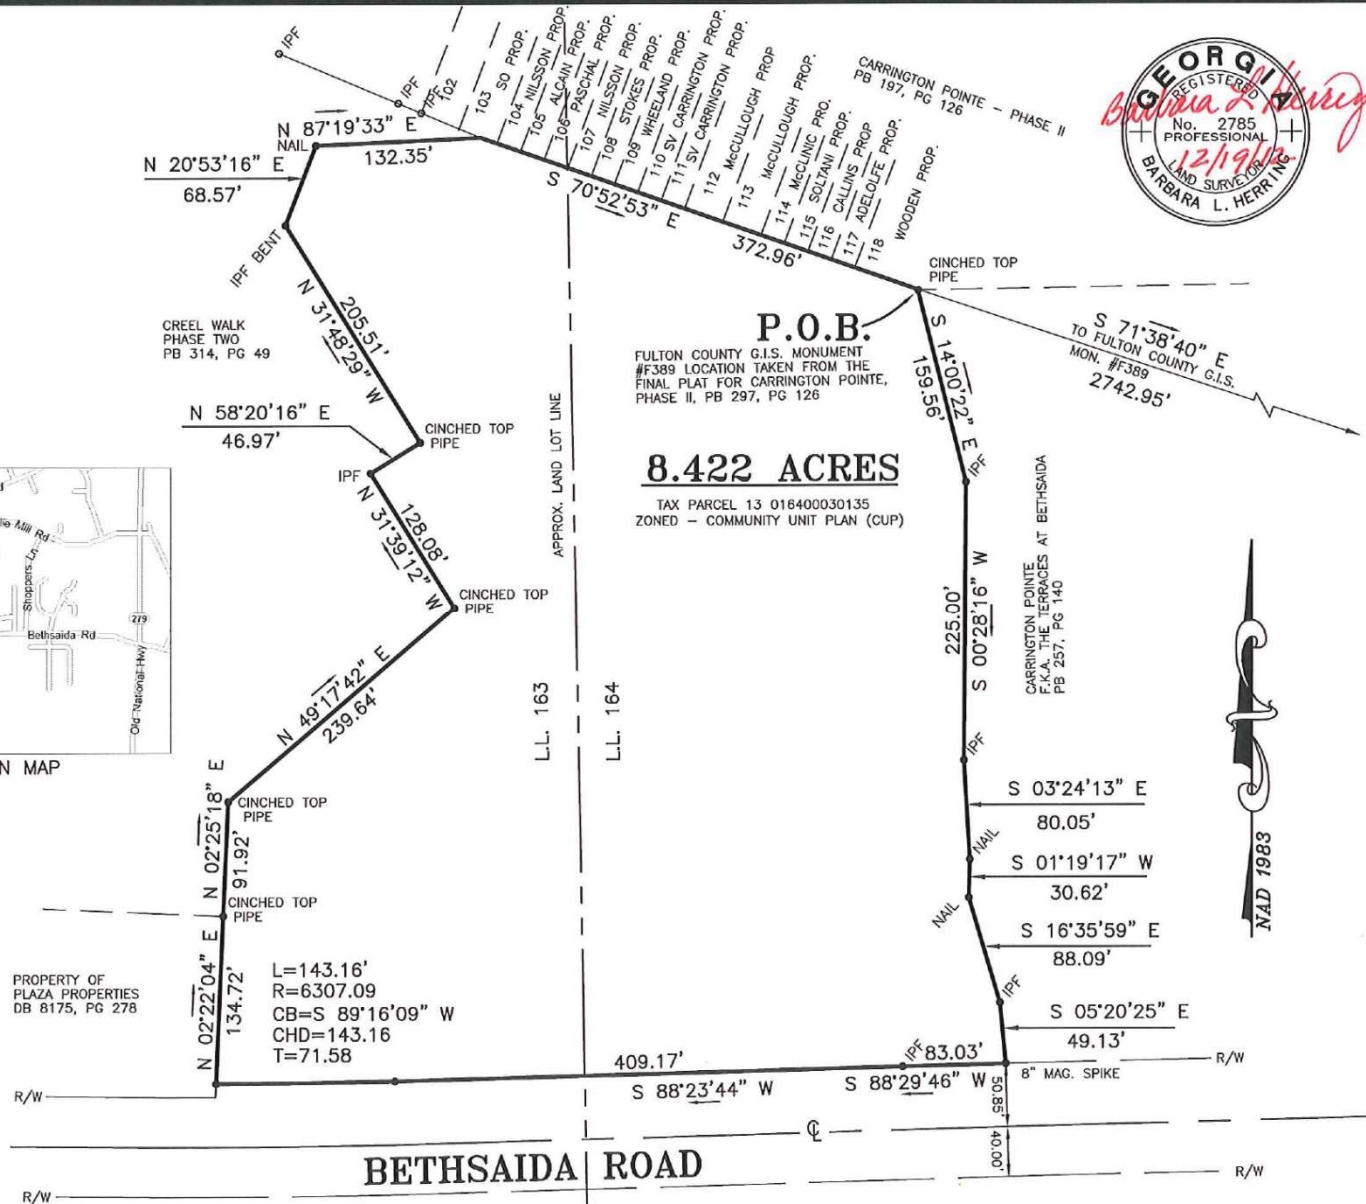 IPF
IPF
IPF
102
103 SO PROP.
104 NILSSON PROP.
105 ALCAIN PROP.
106 PASCHAL PROP.
107 NILSSON PROP.
108 STOKES PROP.
109 WHEELAND PROP.
110 SV CARRINGTON PROP.
111 SV CARRINGTON PROP.
112 McCULLOUGH PROP
113 McCULLOUGH PROP.
114 McCLINIC PRO.
115 SOLTANI PROP.
116 CALLINS PROP
117 ADELOLFE PROP.
118 WOODEN PROP.
CARRINGTON POINTE - PHASE II
PB 197, PG 126
GEORGIA
REGISTERED
No. 2785
PROFESSIONAL
LAND SURVEYOR
BARBARA L. HERRING
Barbara L Herring
12/19/12
N 87°19'33" E
NAIL
132.35'
N 20°53'16" E
68.57'
S 70°52'53" E
372.96'
IPF BENT
CINCHED TOP
PIPE
P.O.B.
FULTON COUNTY G.I.S. MONUMENT
#F389 LOCATION TAKEN FROM THE
FINAL PLAT FOR CARRINGTON POINTE,
PHASE II, PB 297, PG 126
S 71°38'40" E
TO FULTON COUNTY G.I.S.
MON. #F389
2742.95'
205.51'
N 31°48'29" W
CREEL WALK
PHASE TWO
PB 314, PG 49
S 14°00'22" E
159.56'
N 58°20'16" E
46.97'
CINCHED TOP
PIPE
IPF
8.422 ACRES
TAX PARCEL 13 016400030135
ZONED - COMMUNITY UNIT PLAN (CUP)
IPF
APPROX. LAND LOT LINE
128.08'
N 31°39'12" W
CINCHED TOP
PIPE
225.00'
S 00°28'16" W
CARRINGTON POINTE
F.K.A. THE TERRACES AT BETHSAIDA
PB 257, PG 140
Mill Rd
Shoppers Ln
Bethsaida Rd
279
Old National Hwy
N MAP
N 49°17'42" E
239.64'
L.L. 163
L.L. 164
IPF
S 03°24'13" E
80.05'
NAIL
S 01°19'17" W
30.62'
NAIL
S 16°35'59" E
88.09'
IPF
S 05°20'25" E
49.13'
NAD 1983
N 02°25'18" E
91.92'
CINCHED TOP
PIPE
CINCHED TOP
PIPE
N 02°22'04" E
134.72'
PROPERTY OF
PLAZA PROPERTIES
DB 8175, PG 278
L=143.16'
R=6307.09
CB=S 89°16'09" W
CHD=143.16
T=71.58
409.17'
S 88°23'44" W
IPF
83.03'
S 88°29'46" W
8" MAG. SPIKE
R/W
R/W
50.85'
40.00'
CL
BETHSAIDA ROAD
R/W
R/W